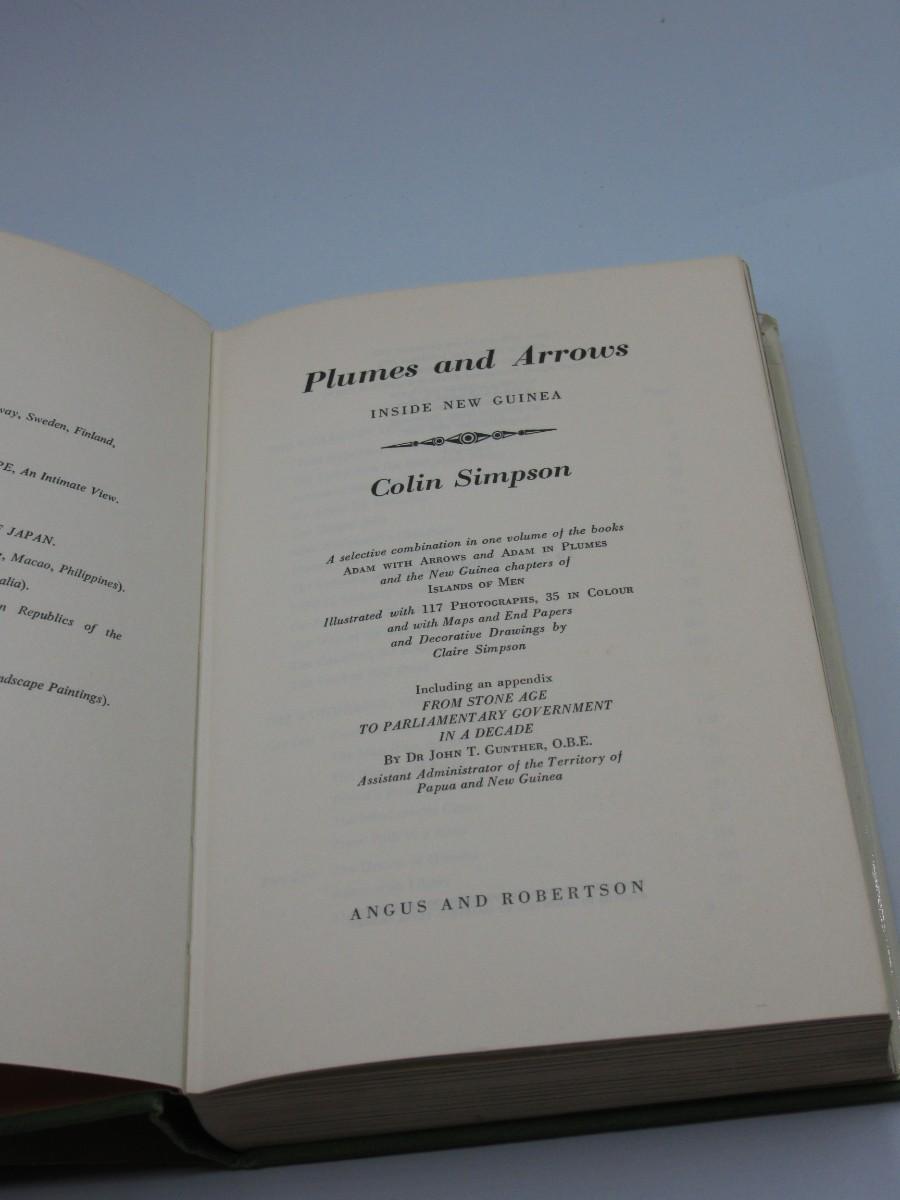 way, Sweden, Finland,
PE, An Intimate View.
F JAPAN.
, Macao, Philippines).
alia).
n Republics of the
ndscape Paintings).
Plumes and Arrows
INSIDE NEW GUINEA
Colin Simpson
A selective combination in one volume of the books
ADAM WITH ARROWS and ADAM IN PLUMES
and the New Guinea chapters of
ISLANDS OF MEN
Illustrated with 117 PHOTOGRAPHS, 35 IN COLOUR
and with Maps and End Papers
and Decorative Drawings by
Claire Simpson
Including an appendix
FROM STONE AGE
TO PARLIAMENTARY GOVERNMENT
IN A DECADE
BY DR JOHN T. GUNTHER, O.B.E.
Assistant Administrator of the Territory of
Papua and New Guinea
ANGUS AND ROBERTSON